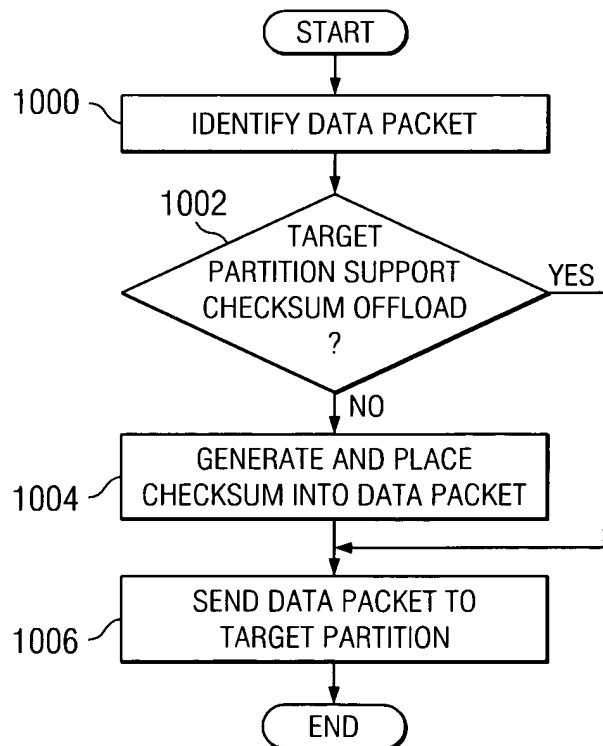 START
1000
IDENTIFY DATA PACKET
1002
TARGET
PARTITION SUPPORT
CHECKSUM OFFLOAD
?
YES
NO
1004
GENERATE AND PLACE
CHECKSUM INTO DATA PACKET
1006
SEND DATA PACKET TO
TARGET PARTITION
END